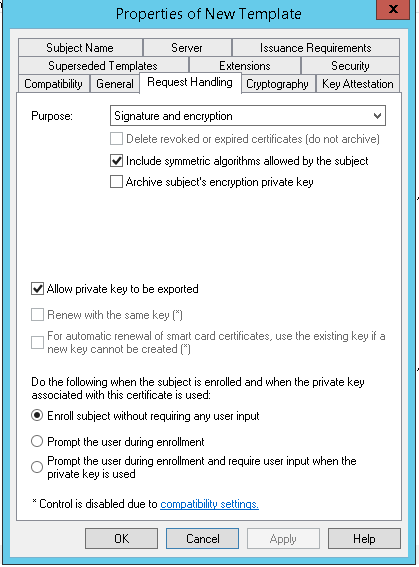 Properties of New Template
x
Subject Name Server Issuance Requirements
Superseded Templates Extensions Security
Compatibility General Request Handling Cryptography Key Attestation
Purpose: Signature and encryption
Delete revoked or expired certificates (do not archive)
Include symmetric algorithms allowed by the subject
Archive subject's encryption private key
Allow private key to be exported
Renew with the same key (*)
For automatic renewal of smart card certificates, use the existing key if a
new key cannot be created (*)
Do the following when the subject is enrolled and when the private key
associated with this certificate is used:
Enroll subject without requiring any user input
Prompt the user during enrollment
Prompt the user during enrollment and require user input when the
private key is used
* Control is disabled due to compatibility settings.
OK Cancel Apply Help